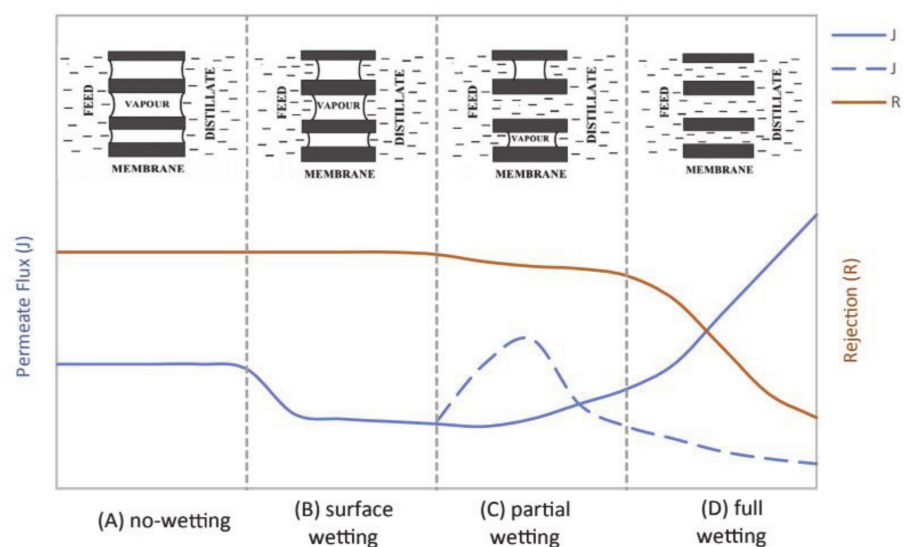 FEED
VAPOUR
DISTILLATE
MEMBRANE
FEED
VAPOUR
DISTILLATE
MEMBRANE
FEED
VAPOUR
DISTILLATE
MEMBRANE
FEED
DISTILLATE
MEMBRANE
J
J
R
Permeate Flux (J)
Rejection (R)
(A) no-wetting
(B) surface
wetting
(C) partial
wetting
(D) full
wetting